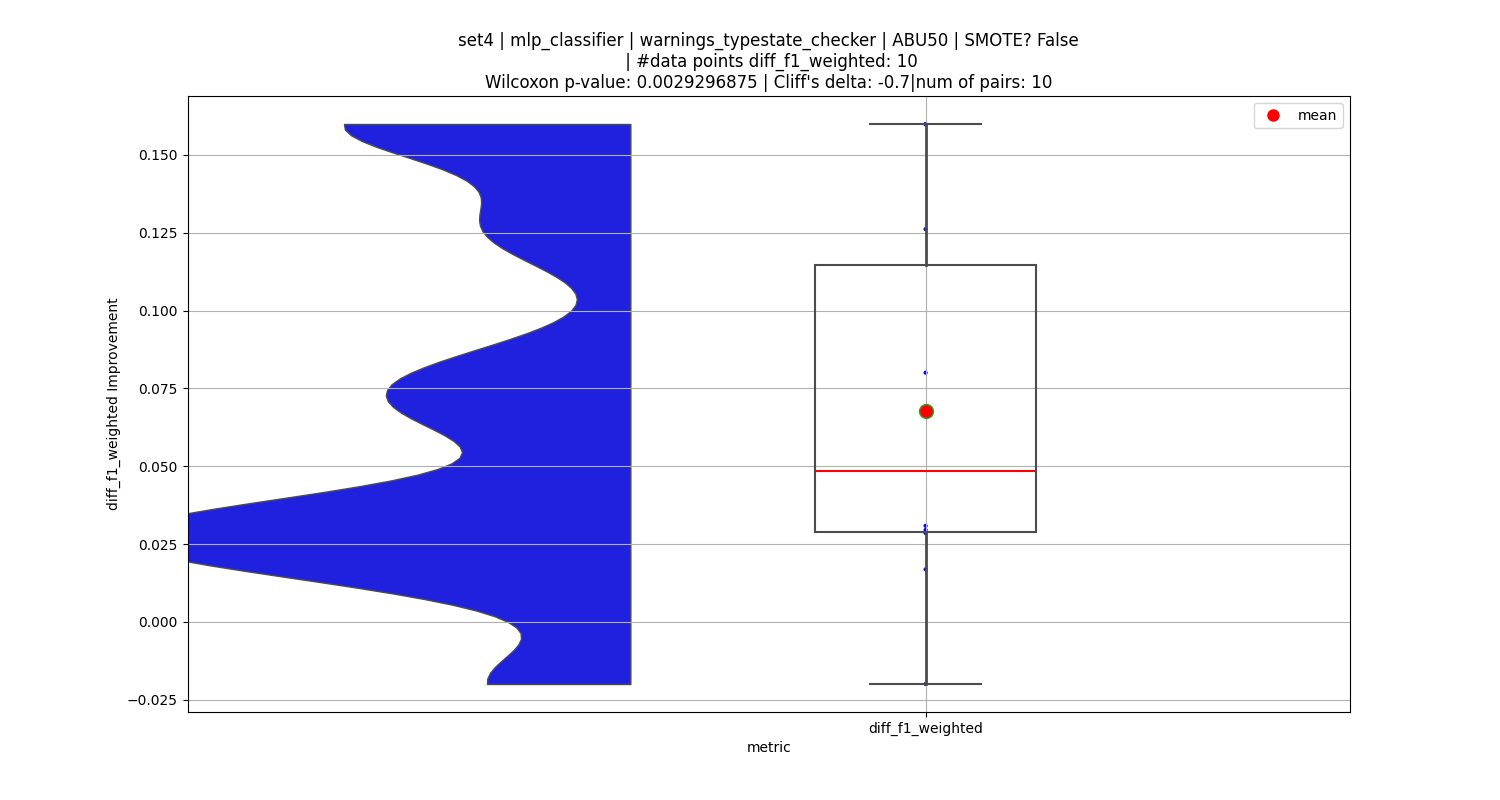 set4 | mlp_classifier | warnings_typestate_checker | ABU50 | SMOTE? False
| #data points diff_f1_weighted: 10
Wilcoxon p-value: 0.0029296875 | Cliff's delta: -0.7|num of pairs: 10
mean
0.150
0.125
0.100
0.075
0.050
0.025
0.000
−0.025
diff_f1_weighted Improvement
diff_f1_weighted
metric